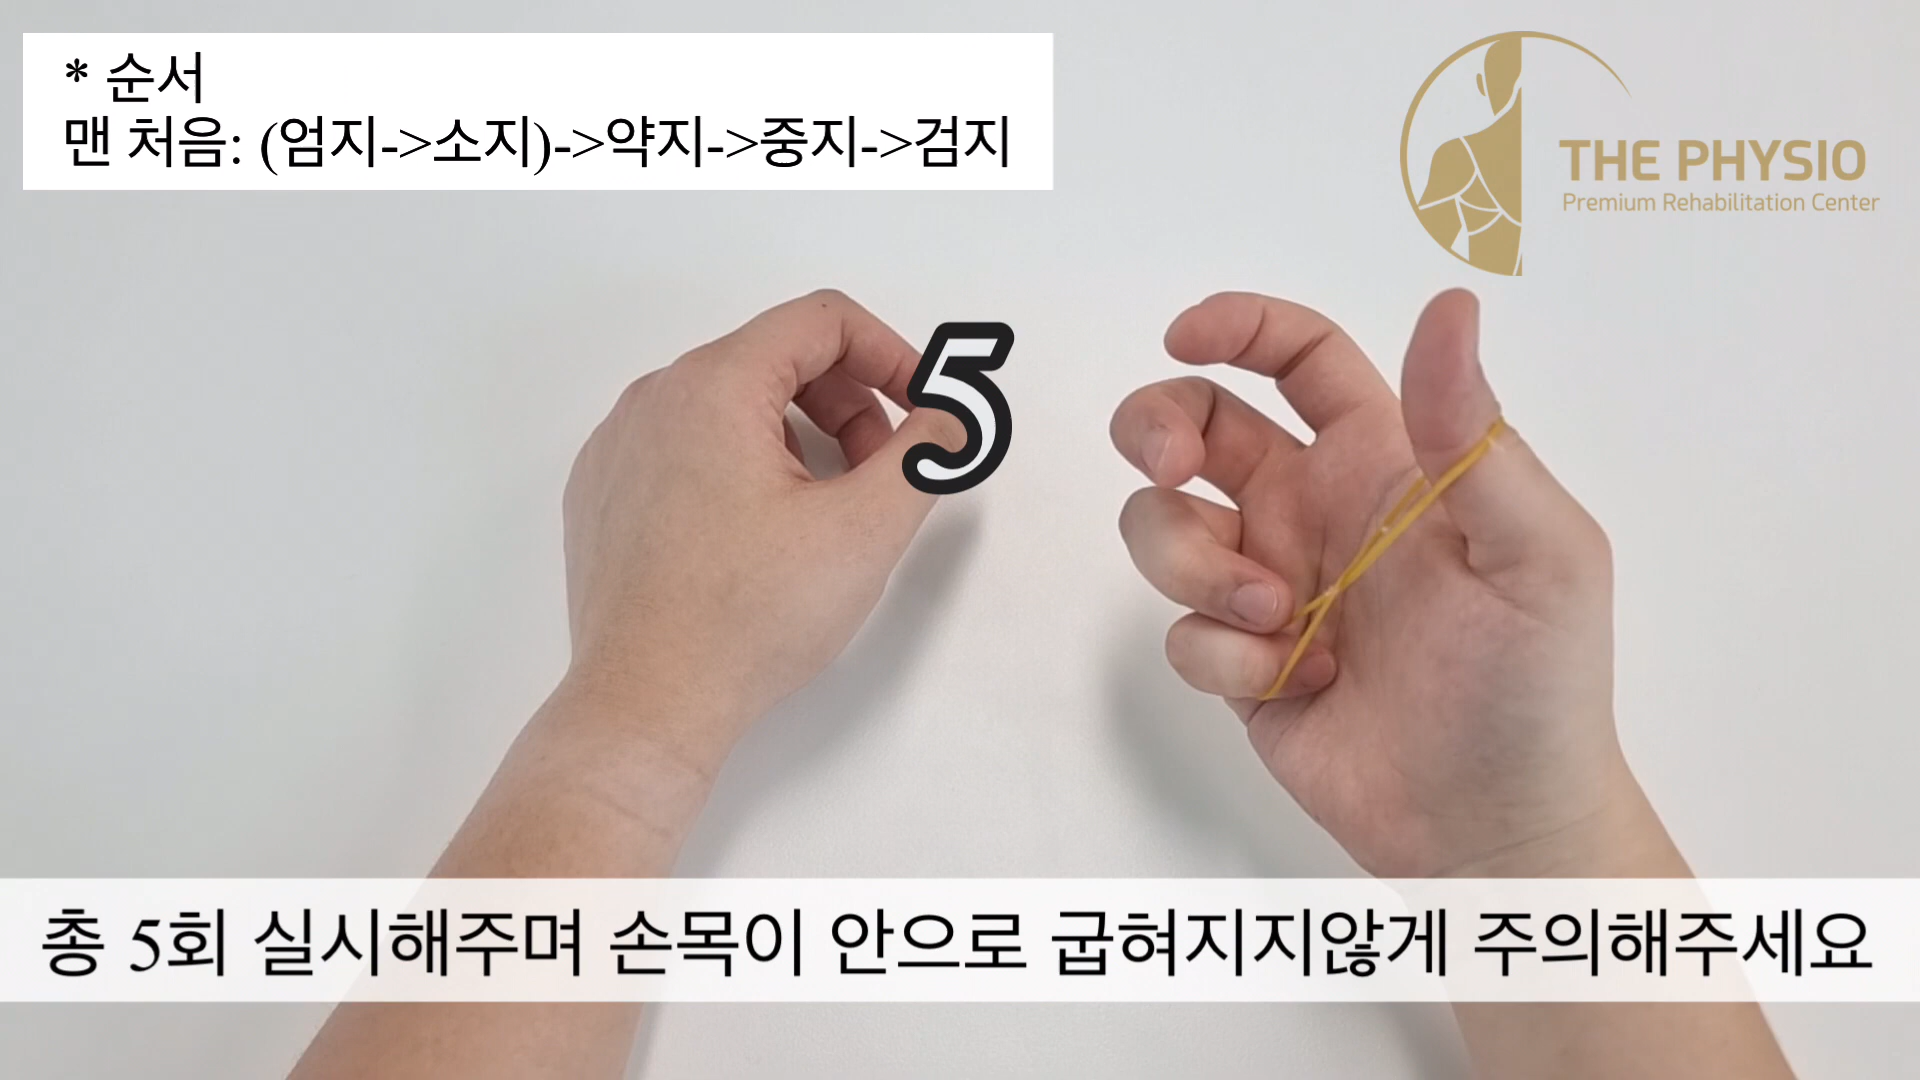 * 순서
맨 처음: (엄지->소지)->약지->중지->검지
THE PHYSIO
Premium Rehabilitation Center
5
총 5회 실시해주며 손목이 안으로 굽혀지지않게 주의해주세요